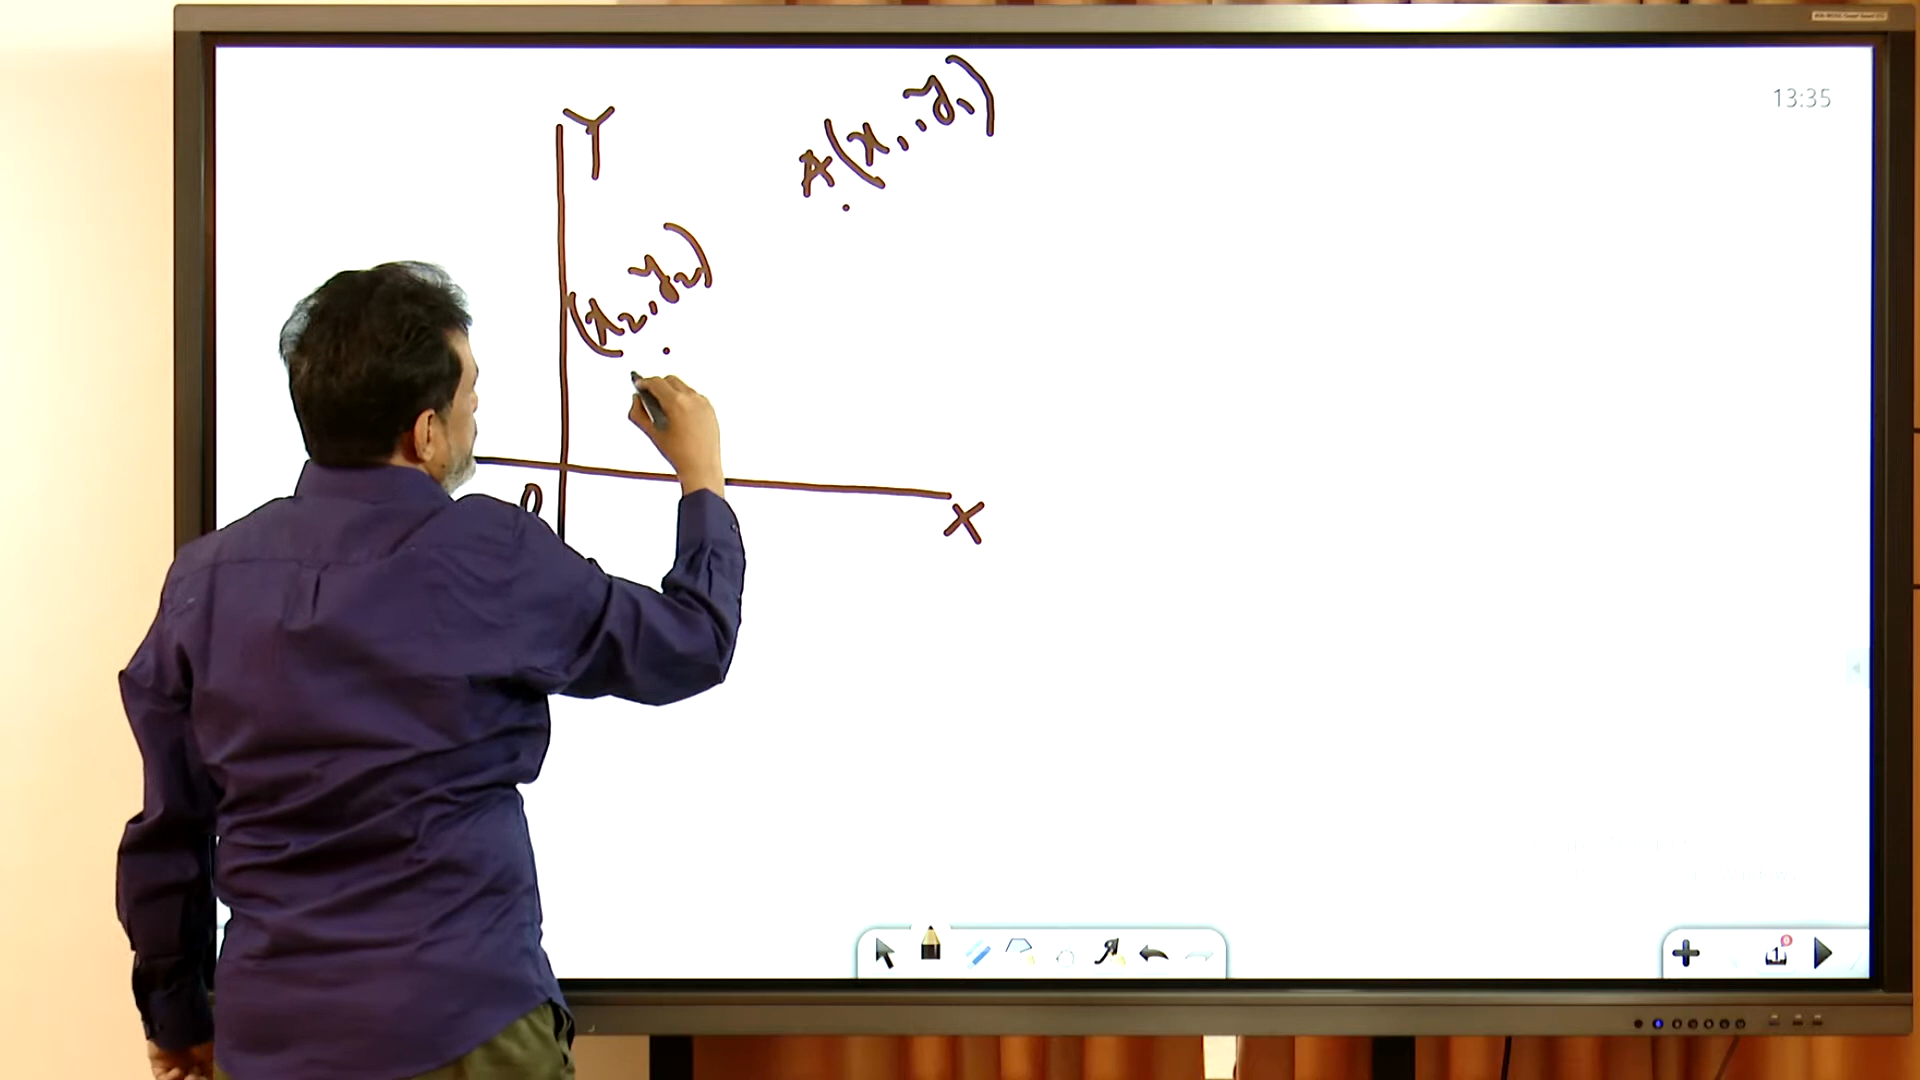 Y
A(x₁, y₁)
13:35
(x₂, y₂)
O
X